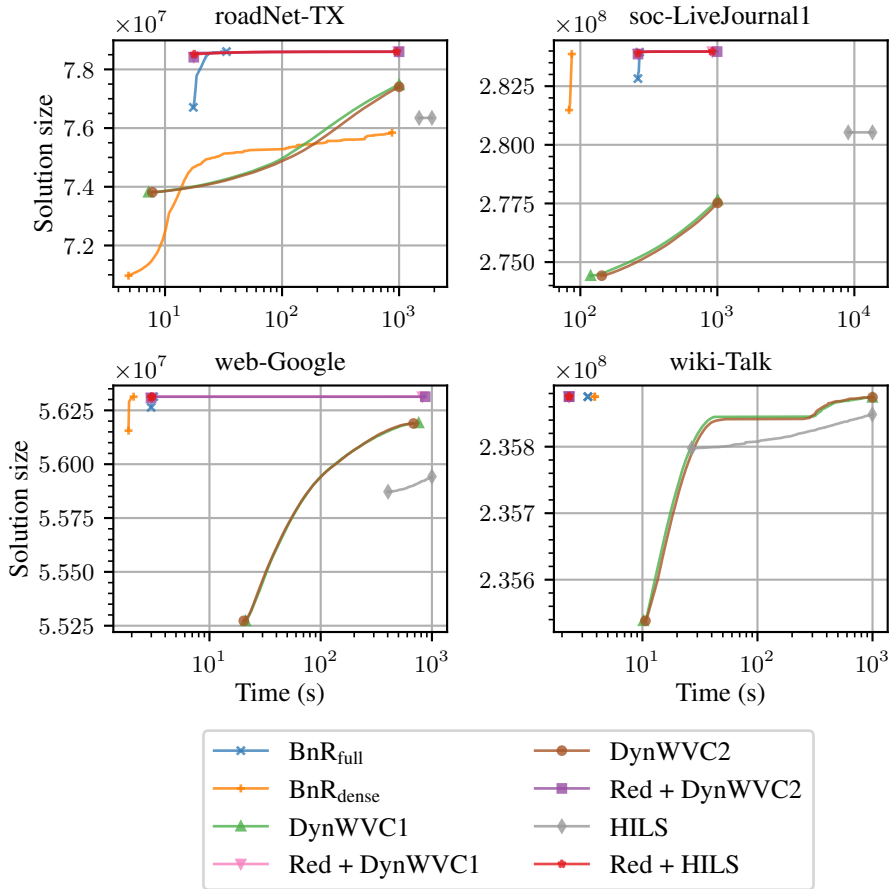 roadNet-TX
soc-LiveJournal1
×10⁷
×10⁸
7.8
7.6
7.4
7.2
Solution size
10¹
10²
10³
2.825
2.800
2.775
2.750
10²
10³
10⁴
web-Google
wiki-Talk
×10⁷
×10⁸
5.625
5.600
5.575
5.550
5.525
Solution size
10¹
10²
10³
Time (s)
2.358
2.357
2.356
10¹
10²
10³
Time (s)
BnR_full
BnR_dense
DynWVC1
Red + DynWVC1
DynWVC2
Red + DynWVC2
HILS
Red + HILS